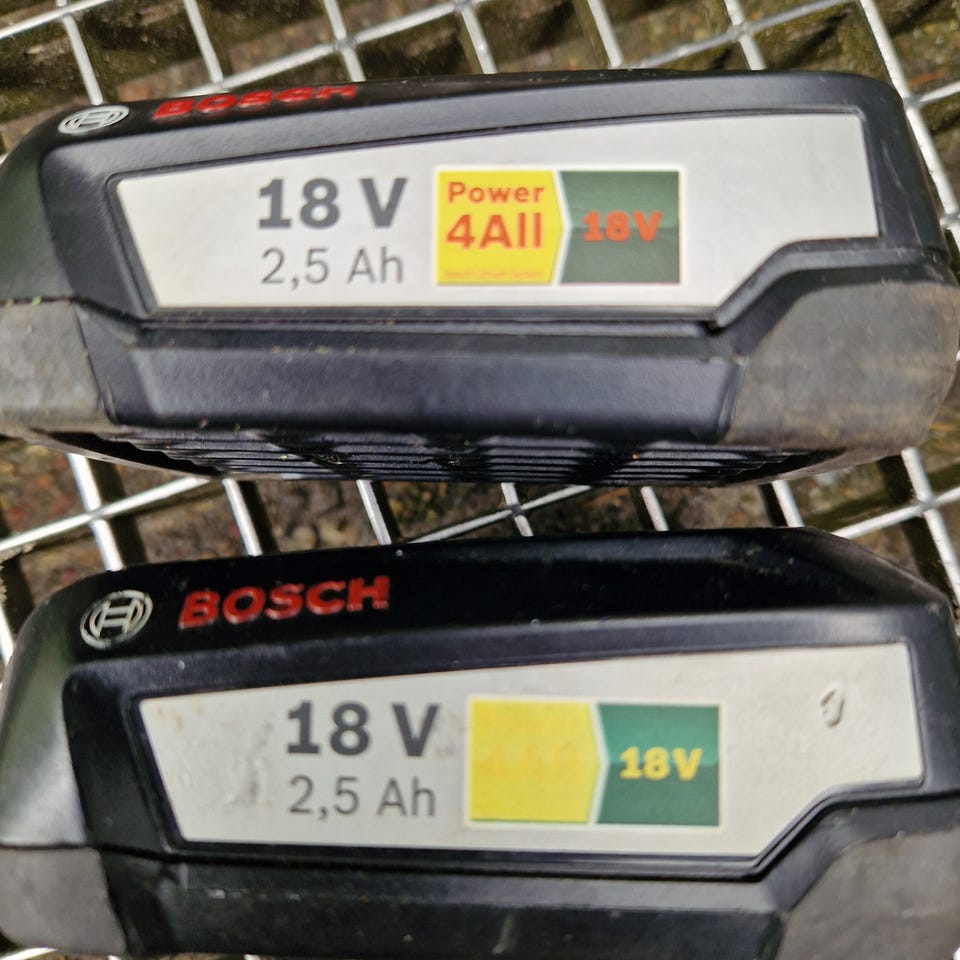 BOSCH
18 V
2,5 Ah
Power
4All
18V
BOSCH
18 V
2,5 Ah
18V